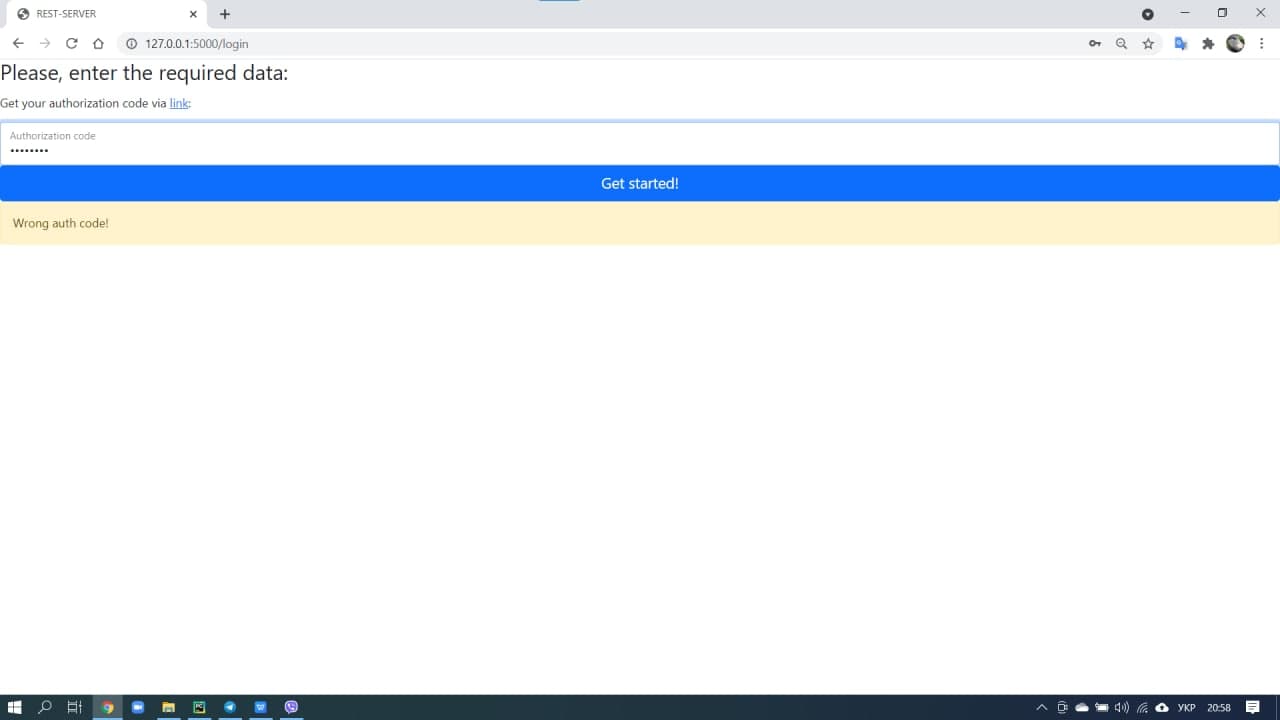 REST-SERVER
127.0.0.1:5000/login
Please, enter the required data:
Get your authorization code via link:
Authorization code
••••••••
Get started!
Wrong auth code!
УКР
20:58